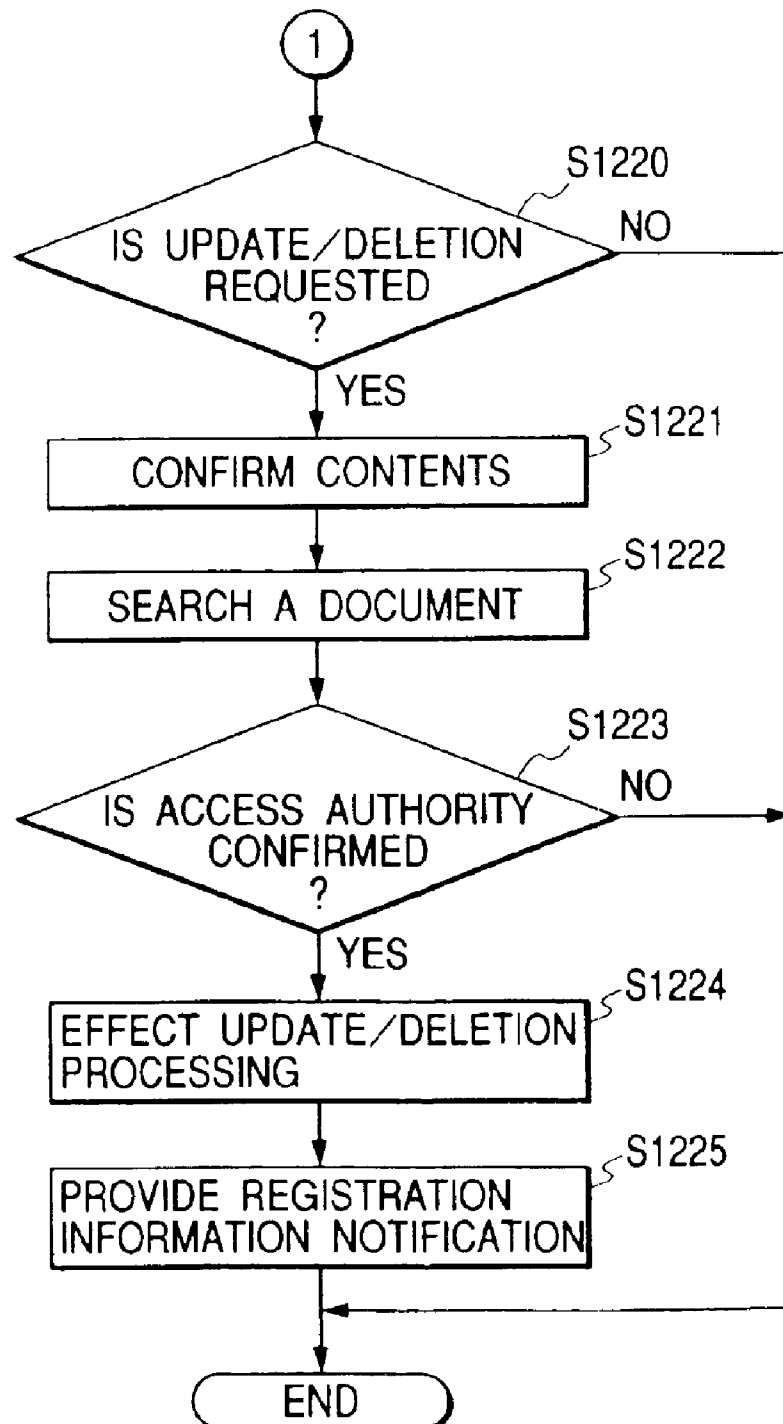 1
S1220
IS UPDATE/DELETION
REQUESTED
?
NO
YES
S1221
CONFIRM CONTENTS
S1222
SEARCH A DOCUMENT
S1223
IS ACCESS AUTHORITY
CONFIRMED
?
NO
YES
S1224
EFFECT UPDATE/DELETION
PROCESSING
S1225
PROVIDE REGISTRATION
INFORMATION NOTIFICATION
END